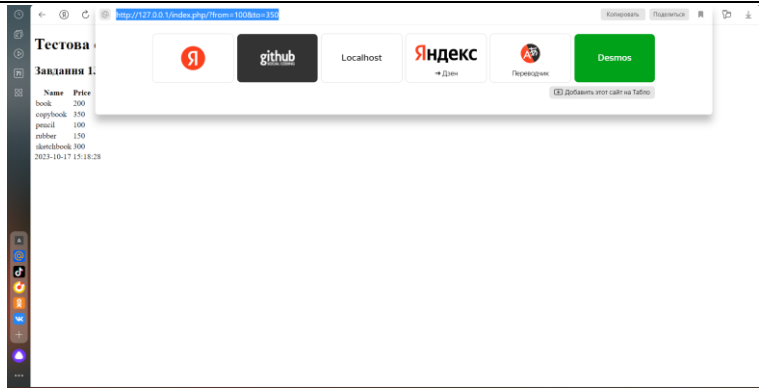 http://127.0.0.1/index.php/?from=100&to=350
Копировать Поделиться
Я
github
SOCIAL CODING
Localhost
Яндекс
➔ Дзен
Переводчик
Desmos
Добавить этот сайт на Табло
Тестова
Завдання 1.
Name Price
book 200
copybook 350
pencil 100
rubber 150
sketchbook 300
2023-10-17 15:18:28